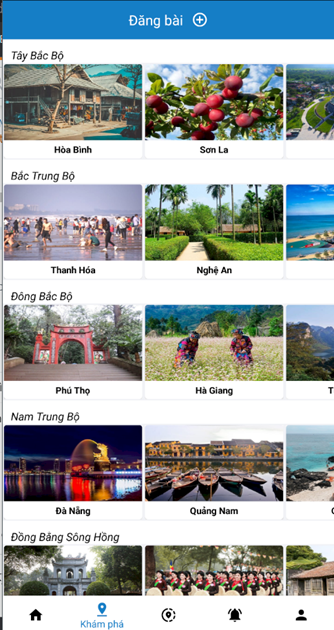 Đăng bài
Tây Bắc Bộ
Hòa Bình
Sơn La
Bắc Trung Bộ
Thanh Hóa
Nghệ An
Đông Bắc Bộ
Phú Thọ
Hà Giang
T
Nam Trung Bộ
Đà Nẵng
Quảng Nam
Đồng Bằng Sông Hồng
Khám phá